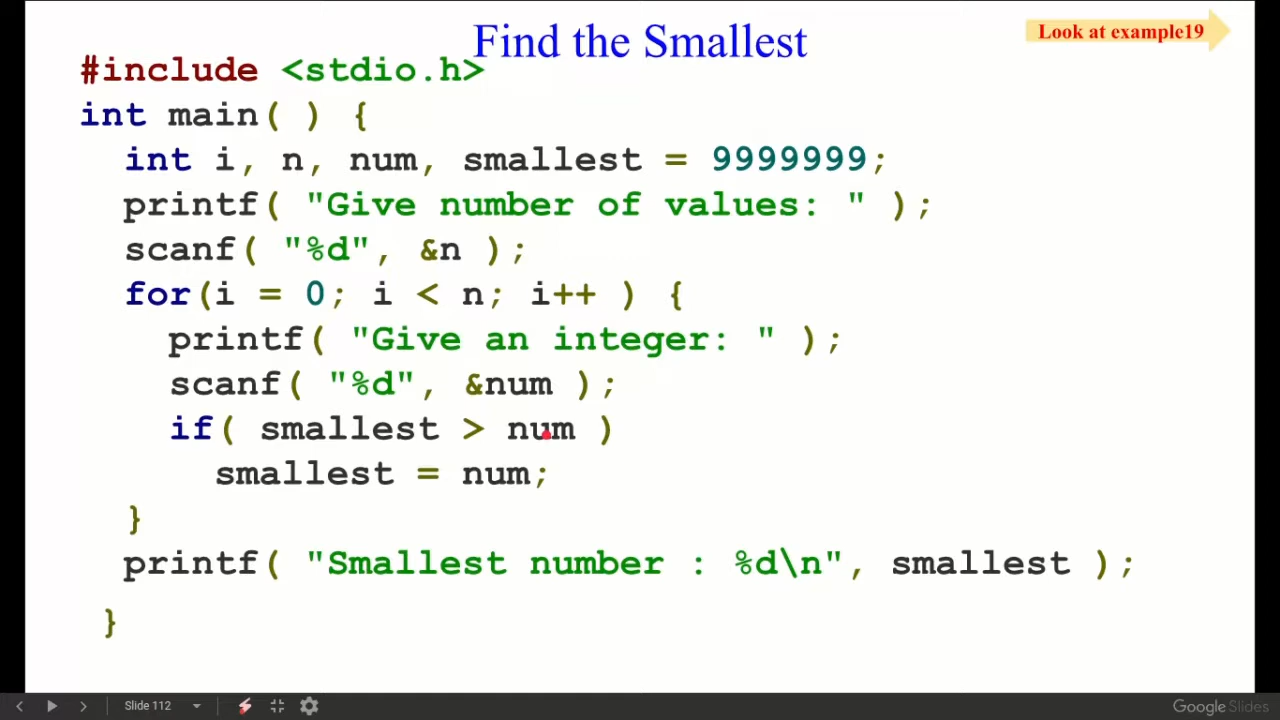 Find the Smallest
Look at example19
#include <stdio.h>
int main( ) {
int i, n, num, smallest = 9999999;
printf( "Give number of values: " );
scanf( "%d", &n );
for(i = 0; i < n; i++ ) {
printf( "Give an integer: " );
scanf( "%d", &num );
if( smallest > num )
smallest = num;
}
printf( "Smallest number : %d\n", smallest );
}
Slide 112
Google Slides